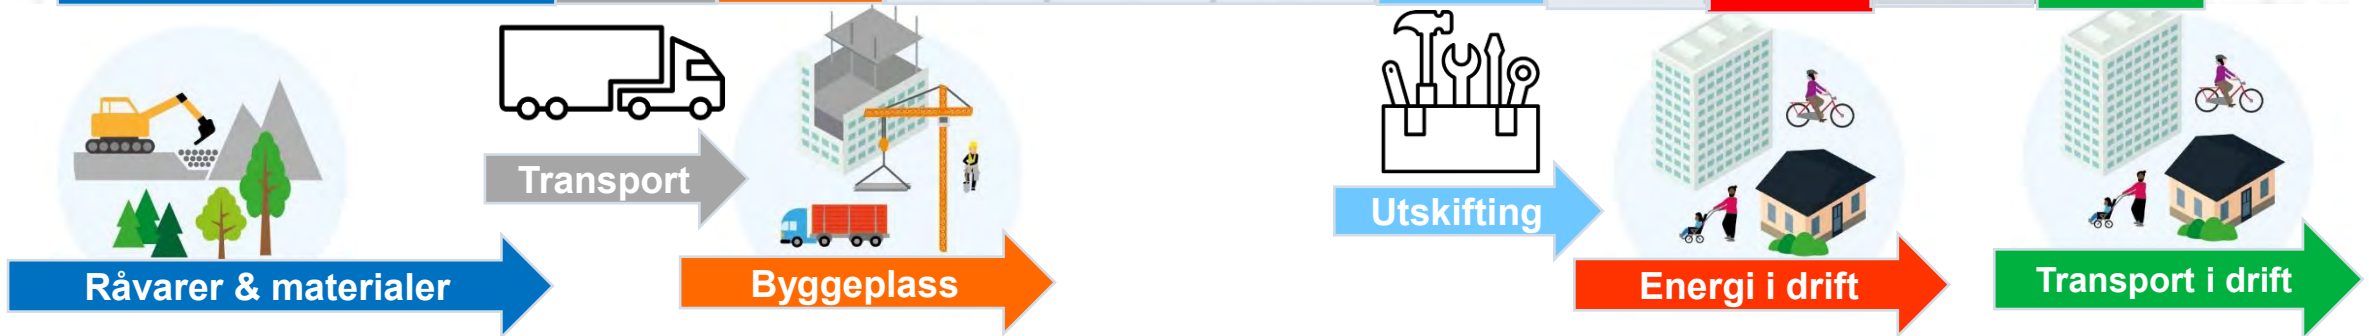 Råvarer & materialer
Transport
Byggeplass
Utskifting
Energi i drift
Transport i drift